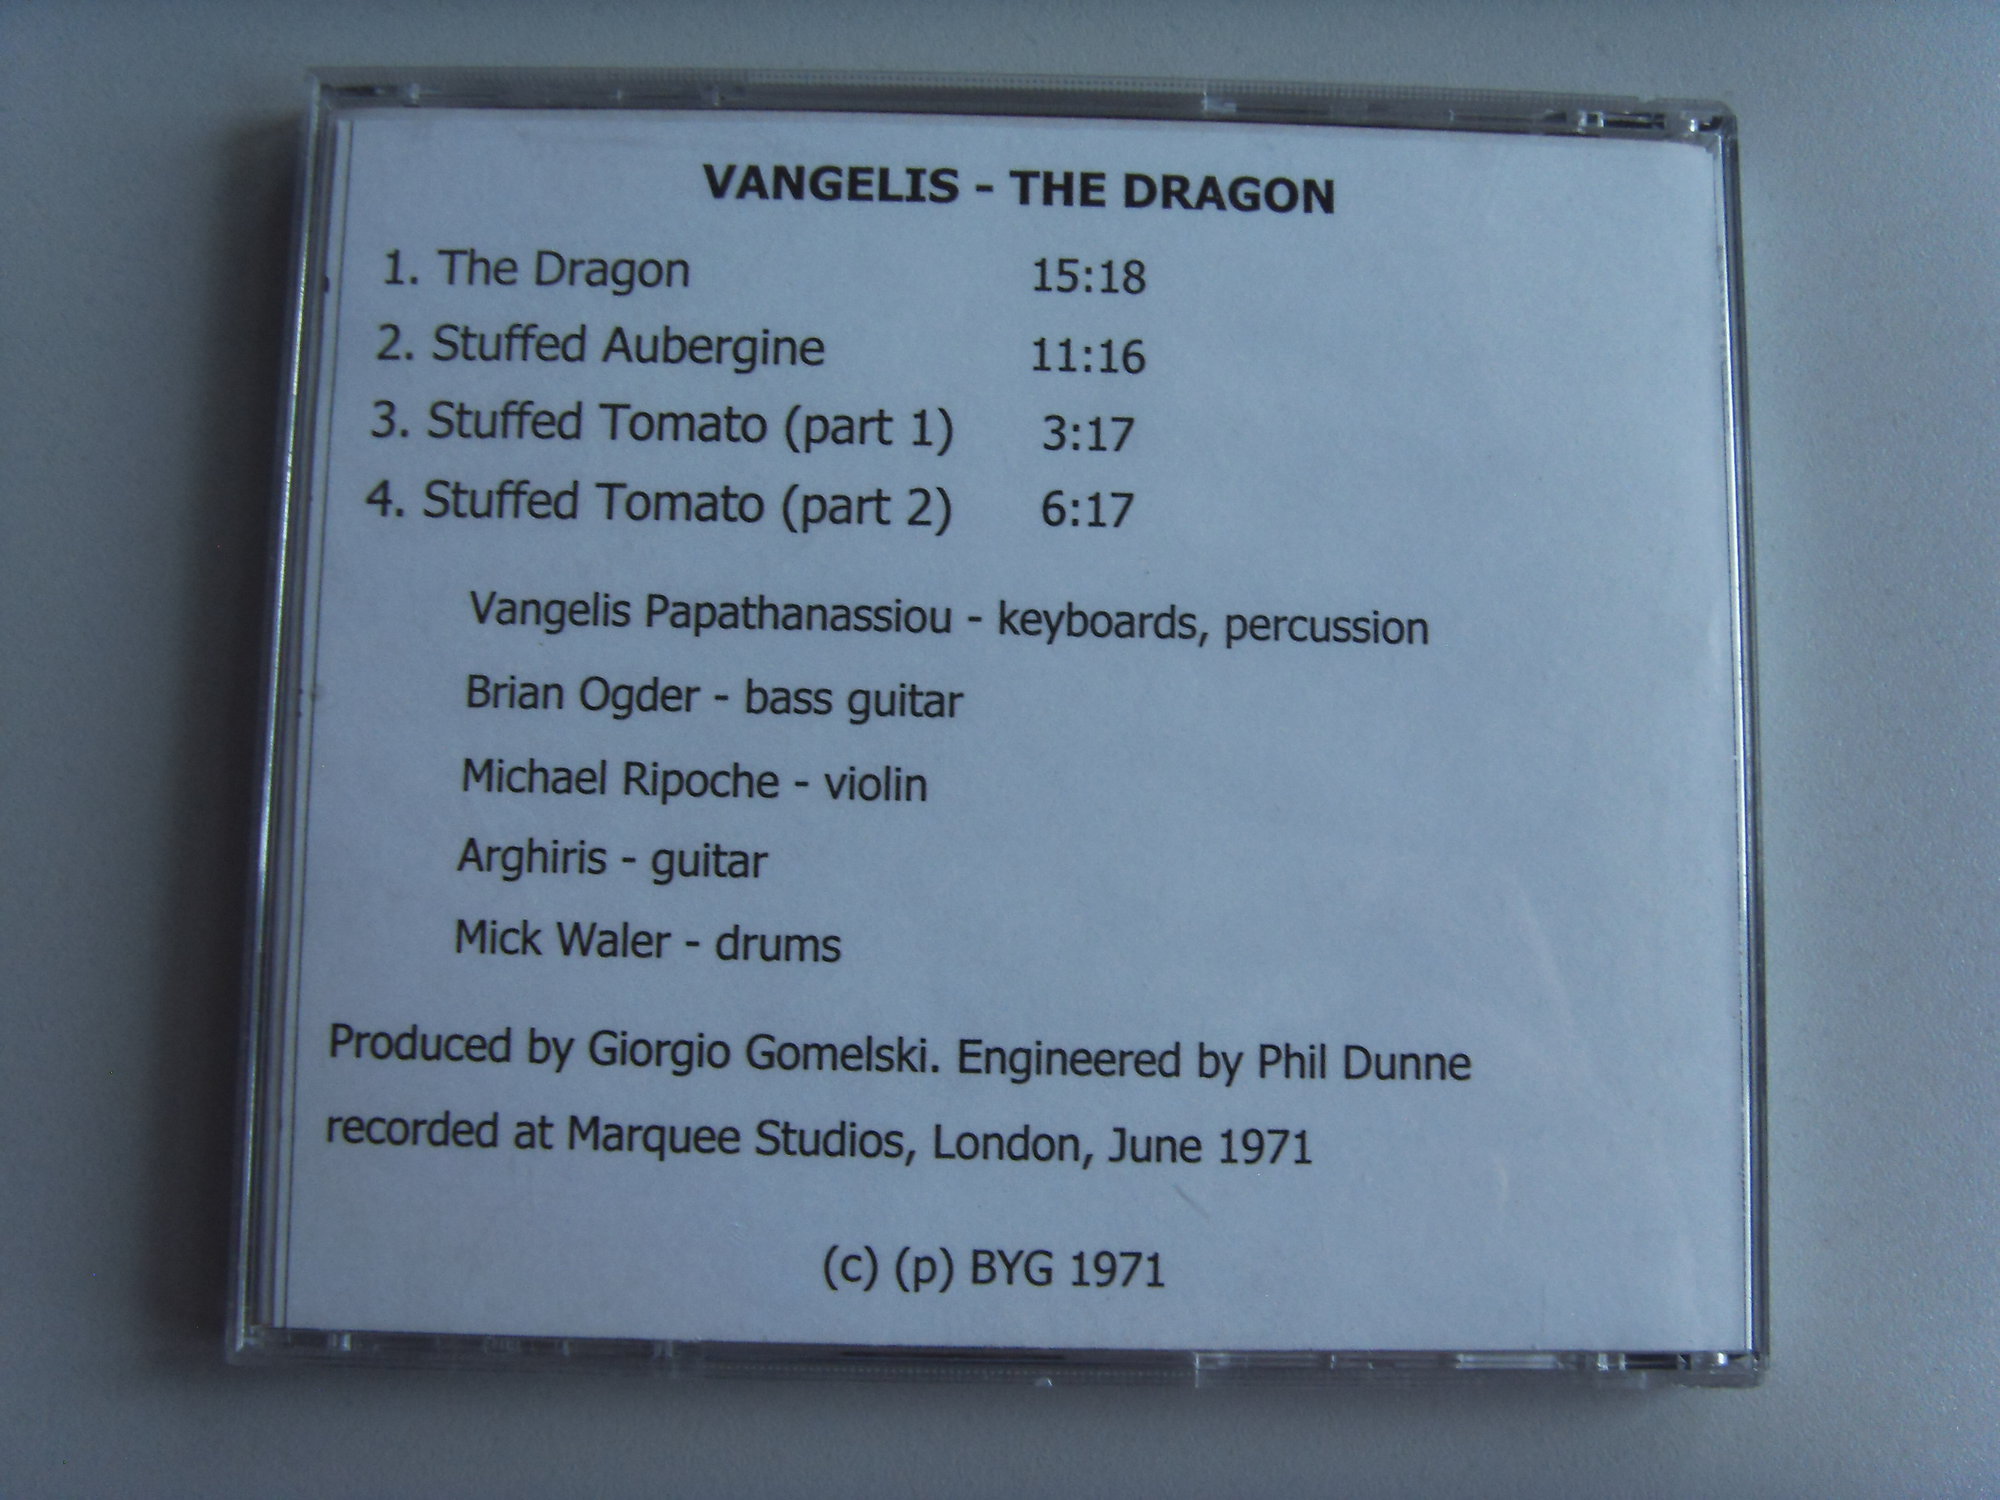 VANGELIS - THE DRAGON
1. The Dragon 15:18
2. Stuffed Aubergine 11:16
3. Stuffed Tomato (part 1) 3:17
4. Stuffed Tomato (part 2) 6:17
Vangelis Papathanassiou - keyboards, percussion
Brian Ogder - bass guitar
Michael Ripoche - violin
Arghiris - guitar
Mick Waler - drums
Produced by Giorgio Gomelski. Engineered by Phil Dunne
recorded at Marquee Studios, London, June 1971
(c) (p) BYG 1971